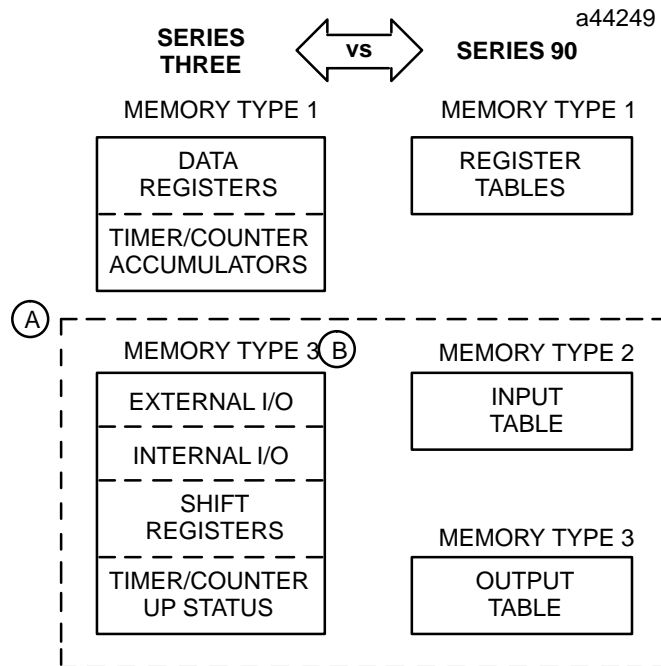 a44249
SERIES
THREE
vs
SERIES 90
MEMORY TYPE 1
DATA
REGISTERS
TIMER/COUNTER
ACCUMULATORS
MEMORY TYPE 1
REGISTER
TABLES
A
MEMORY TYPE 3
B
EXTERNAL I/O
INTERNAL I/O
SHIFT
REGISTERS
TIMER/COUNTER
UP STATUS
MEMORY TYPE 2
INPUT
TABLE
MEMORY TYPE 3
OUTPUT
TABLE